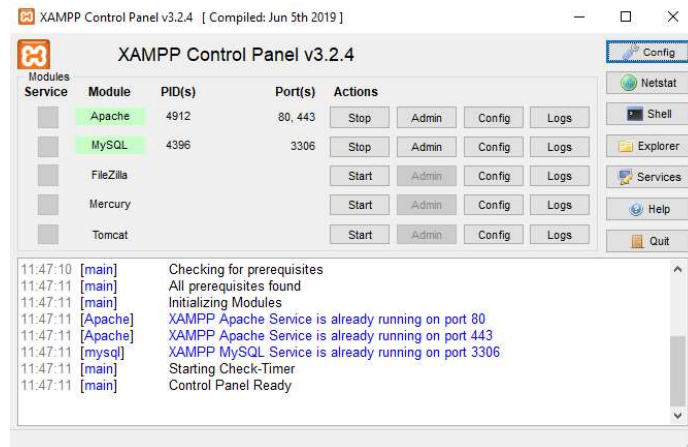 XAMPP Control Panel v3.2.4 [ Compiled: Jun 5th 2019 ]
XAMPP Control Panel v3.2.4
Config
Modules
Service Module PID(s) Port(s) Actions
Netstat
Apache 4912 80, 443 Stop Admin Config Logs
Shell
MySQL 4396 3306 Stop Admin Config Logs
Explorer
FileZilla Start Admin Config Logs
Services
Mercury Start Admin Config Logs
Help
Tomcat Start Admin Config Logs
Quit
11:47:10 [main] Checking for prerequisites
11:47:11 [main] All prerequisites found
11:47:11 [main] Initializing Modules
11:47:11 [Apache] XAMPP Apache Service is already running on port 80
11:47:11 [Apache] XAMPP Apache Service is already running on port 443
11:47:11 [mysql] XAMPP MySQL Service is already running on port 3306
11:47:11 [main] Starting Check-Timer
11:47:11 [main] Control Panel Ready